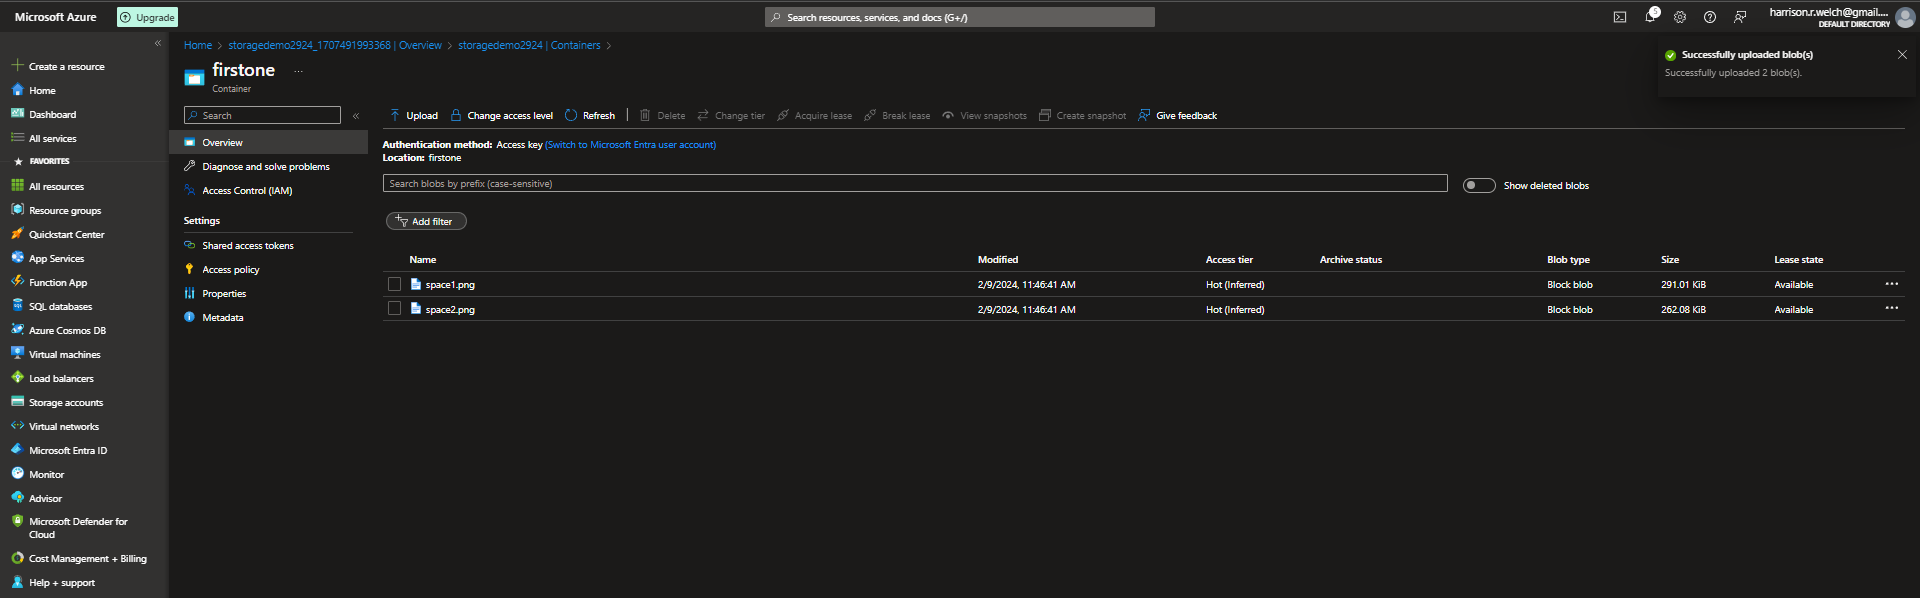 Microsoft Azure
Upgrade
Search resources, services, and docs (G+/)
5
harrison.r.welch@gmail....
DEFAULT DIRECTORY
Create a resource
Home
Dashboard
All services
FAVORITES
All resources
Resource groups
Quickstart Center
App Services
Function App
SQL databases
Azure Cosmos DB
Virtual machines
Load balancers
Storage accounts
Virtual networks
Microsoft Entra ID
Monitor
Advisor
Microsoft Defender for
Cloud
Cost Management + Billing
Help + support
Home > storagedemo2924_1707491993368 | Overview > storagedemo2924 | Containers >
firstone ...
Container
Search
Overview
Diagnose and solve problems
Access Control (IAM)
Settings
Shared access tokens
Access policy
Properties
Metadata
Upload Change access level Refresh Delete Change tier Acquire lease Break lease View snapshots Create snapshot Give feedback
Authentication method: Access key (Switch to Microsoft Entra user account)
Location: firstone
Search blobs by prefix (case-sensitive)
Show deleted blobs
Add filter
Name Modified Access tier Archive status Blob type Size Lease state
space1.png 2/9/2024, 11:46:41 AM Hot (Inferred) Block blob 291.01 KiB Available ...
space2.png 2/9/2024, 11:46:41 AM Hot (Inferred) Block blob 262.08 KiB Available ...
Successfully uploaded blob(s)
Successfully uploaded 2 blob(s).